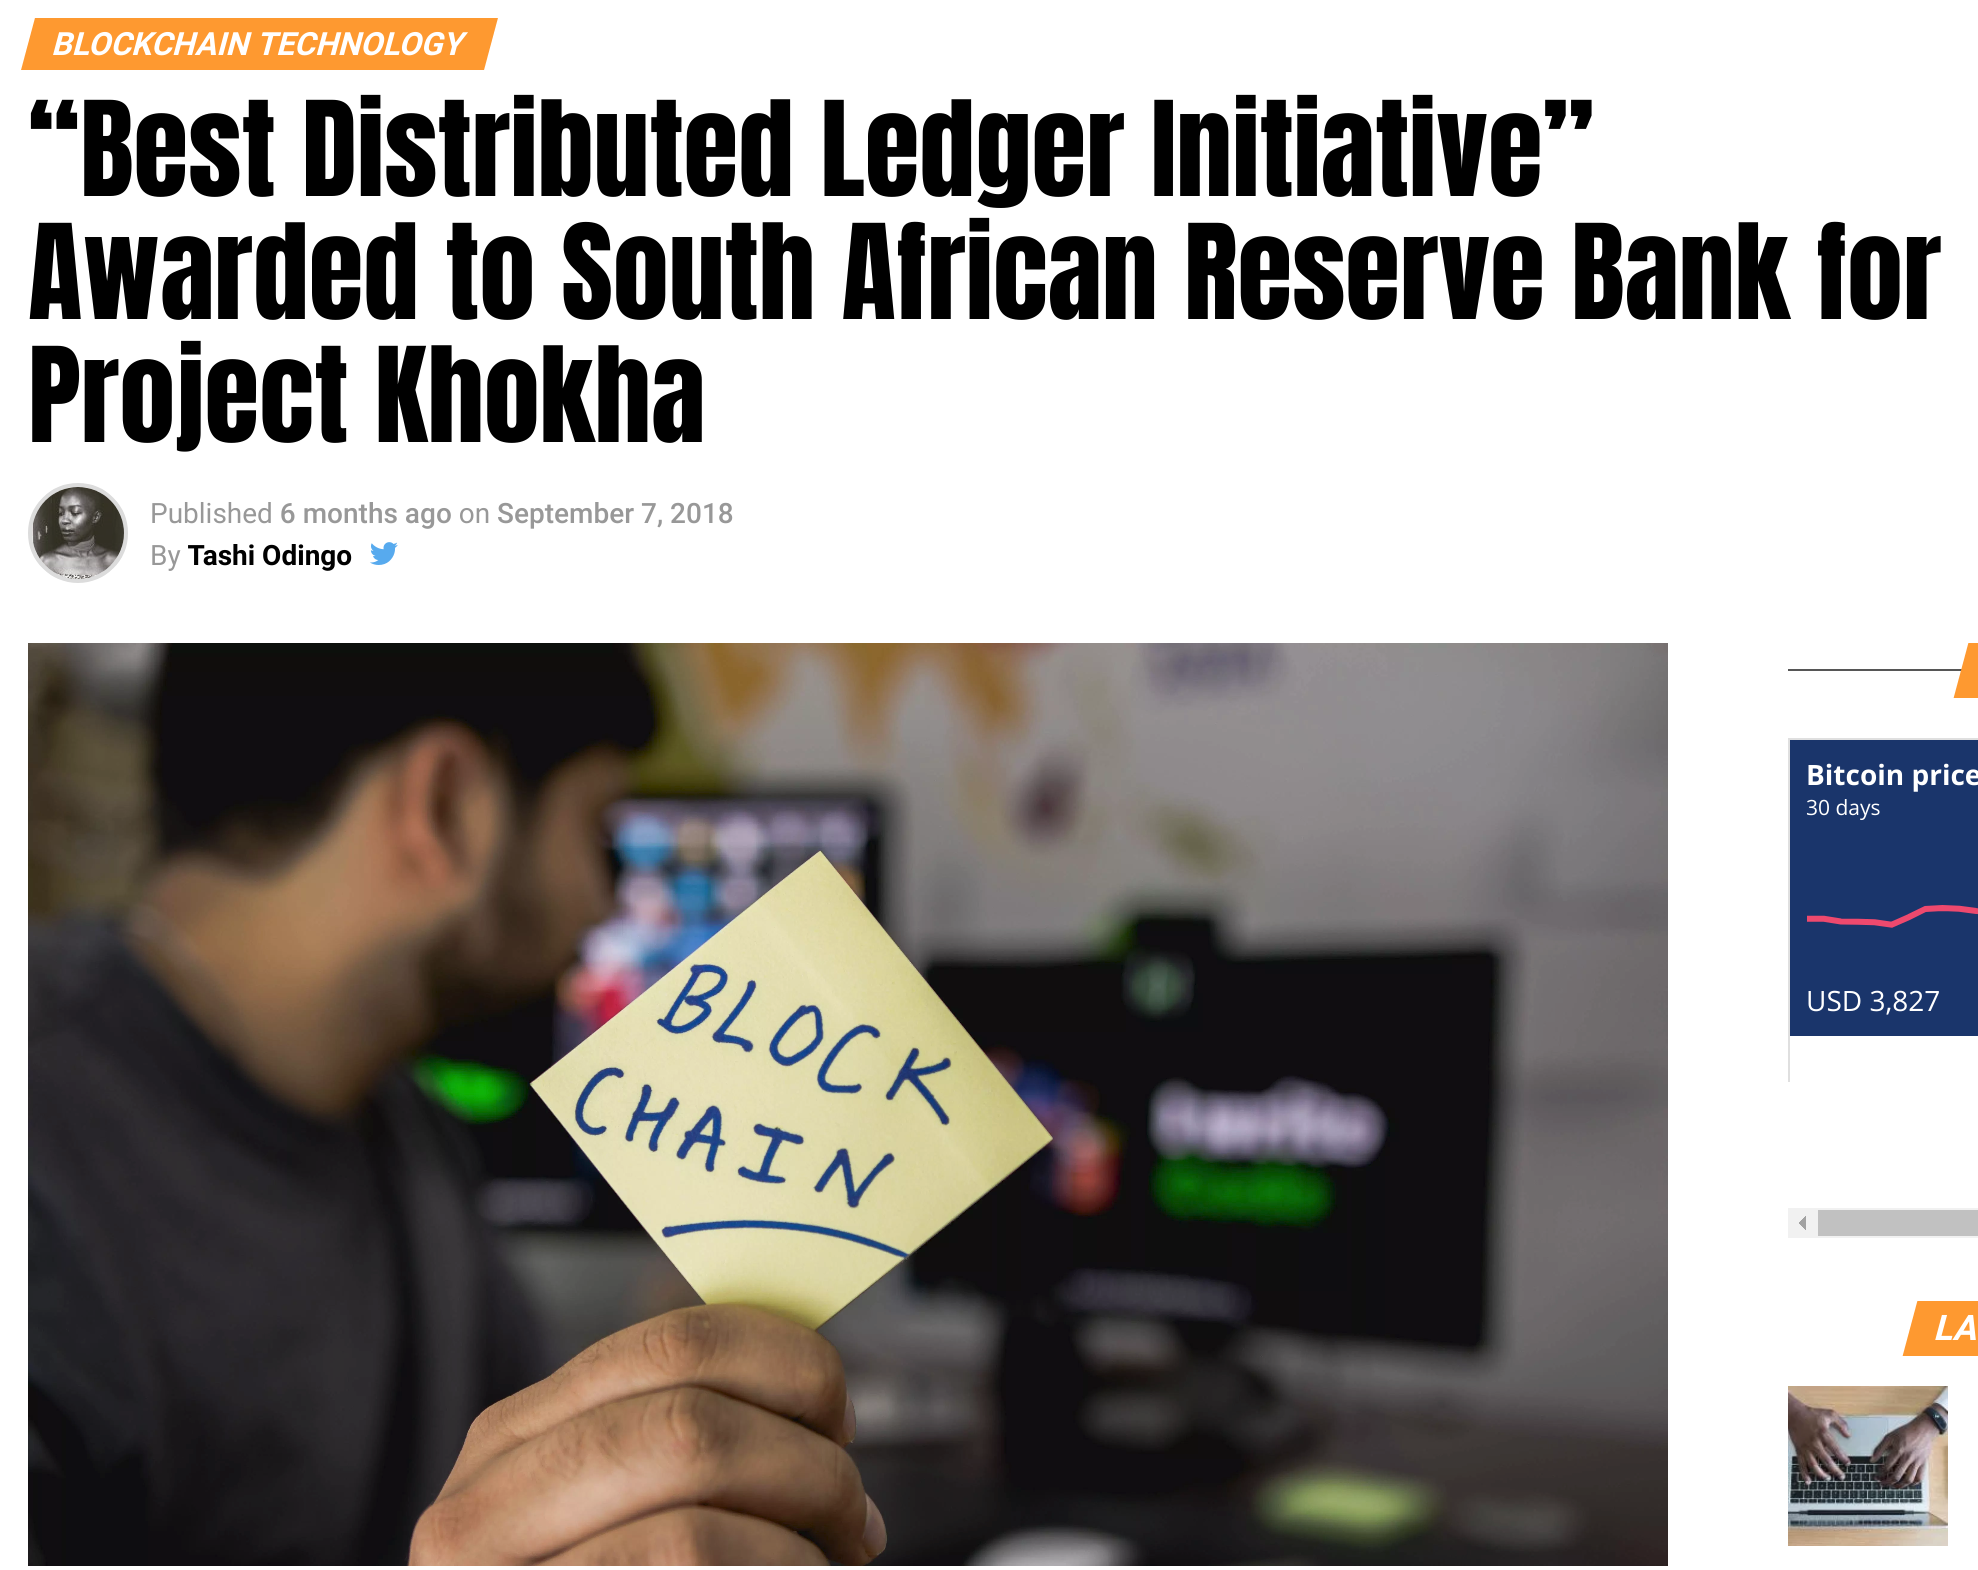 BLOCKCHAIN TECHNOLOGY
“Best Distributed Ledger Initiative”
Awarded to South African Reserve Bank for
Project Khokha
Published 6 months ago on September 7, 2018
By Tashi Odingo
BLOCK
CHAIN
Bitcoin price
30 days
USD 3,827
LA